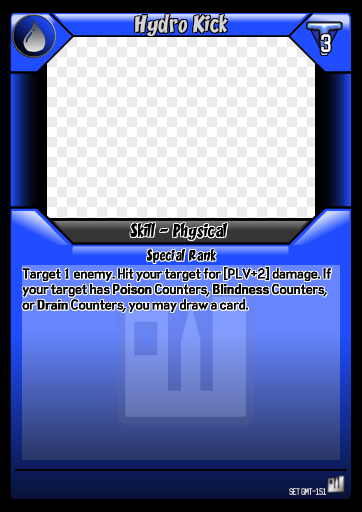 Hydro Kick
3
Skill - Physical
Special Rank
Target 1 enemy. Hit your target for [PLV+2] damage. If
your target has Poison Counters, Blindness Counters,
or Drain Counters, you may draw a card.
SET GMT-151